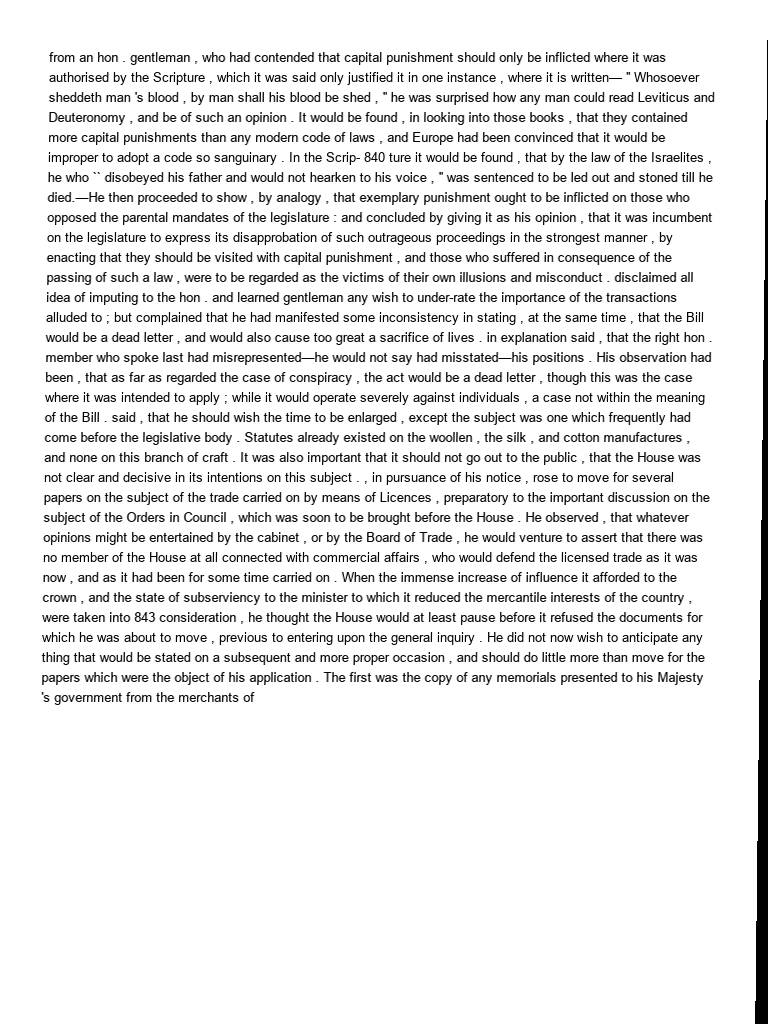 from an hon . gentleman , who had contended that capital punishment should only be inflicted where it was
authorised by the Scripture , which it was said only justified it in one instance , where it is written— '' Whosoever
sheddeth man 's blood , by man shall his blood be shed , '' he was surprised how any man could read Leviticus and
Deuteronomy , and be of such an opinion . It would be found , in looking into those books , that they contained
more capital punishments than any modern code of laws , and Europe had been convinced that it would be
improper to adopt a code so sanguinary . In the Scrip- 840 ture it would be found , that by the law of the Israelites ,
he who `` disobeyed his father and would not hearken to his voice , '' was sentenced to be led out and stoned till he
died.—He then proceeded to show , by analogy , that exemplary punishment ought to be inflicted on those who
opposed the parental mandates of the legislature : and concluded by giving it as his opinion , that it was incumbent
on the legislature to express its disapprobation of such outrageous proceedings in the strongest manner , by
enacting that they should be visited with capital punishment , and those who suffered in consequence of the
passing of such a law , were to be regarded as the victims of their own illusions and misconduct . disclaimed all
idea of imputing to the hon . and learned gentleman any wish to under-rate the importance of the transactions
alluded to ; but complained that he had manifested some inconsistency in stating , at the same time , that the Bill
would be a dead letter , and would also cause too great a sacrifice of lives . in explanation said , that the right hon .
member who spoke last had misrepresented—he would not say had misstated—his positions . His observation had
been , that as far as regarded the case of conspiracy , the act would be a dead letter , though this was the case
where it was intended to apply ; while it would operate severely against individuals , a case not within the meaning
of the Bill . said , that he should wish the time to be enlarged , except the subject was one which frequently had
come before the legislative body . Statutes already existed on the woollen , the silk , and cotton manufactures ,
and none on this branch of craft . It was also important that it should not go out to the public , that the House was
not clear and decisive in its intentions on this subject . , in pursuance of his notice , rose to move for several
papers on the subject of the trade carried on by means of Licences , preparatory to the important discussion on the
subject of the Orders in Council , which was soon to be brought before the House . He observed , that whatever
opinions might be entertained by the cabinet , or by the Board of Trade , he would venture to assert that there was
no member of the House at all connected with commercial affairs , who would defend the licensed trade as it was
now , and as it had been for some time carried on . When the immense increase of influence it afforded to the
crown , and the state of subserviency to the minister to which it reduced the mercantile interests of the country ,
were taken into 843 consideration , he thought the House would at least pause before it refused the documents for
which he was about to move , previous to entering upon the general inquiry . He did not now wish to anticipate any
thing that would be stated on a subsequent and more proper occasion , and should do little more than move for the
papers which were the object of his application . The first was the copy of any memorials presented to his Majesty
's government from the merchants of